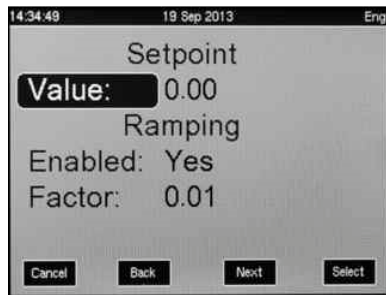 14:34:49 19 Sep 2013 Eng
Setpoint
Value: 0.00
Ramping
Enabled: Yes
Factor: 0.01
Cancel Back Next Select